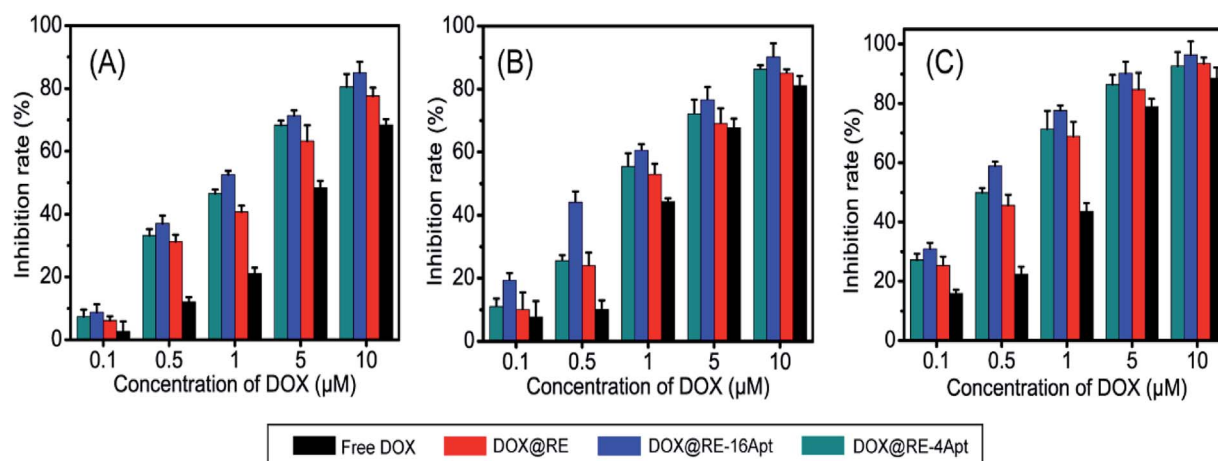 (A)
Inhibition rate (%)
100
80
60
40
20
0
0.1 0.5 1 5 10
Concentration of DOX (µM)
(B)
Inhibition rate (%)
100
80
60
40
20
0
0.1 0.5 1 5 10
Concentration of DOX (µM)
(C)
Inhibition rate (%)
100
80
60
40
20
0
0.1 0.5 1 5 10
Concentration of DOX (µM)
Free DOX DOX@RE DOX@RE-16Apt DOX@RE-4Apt